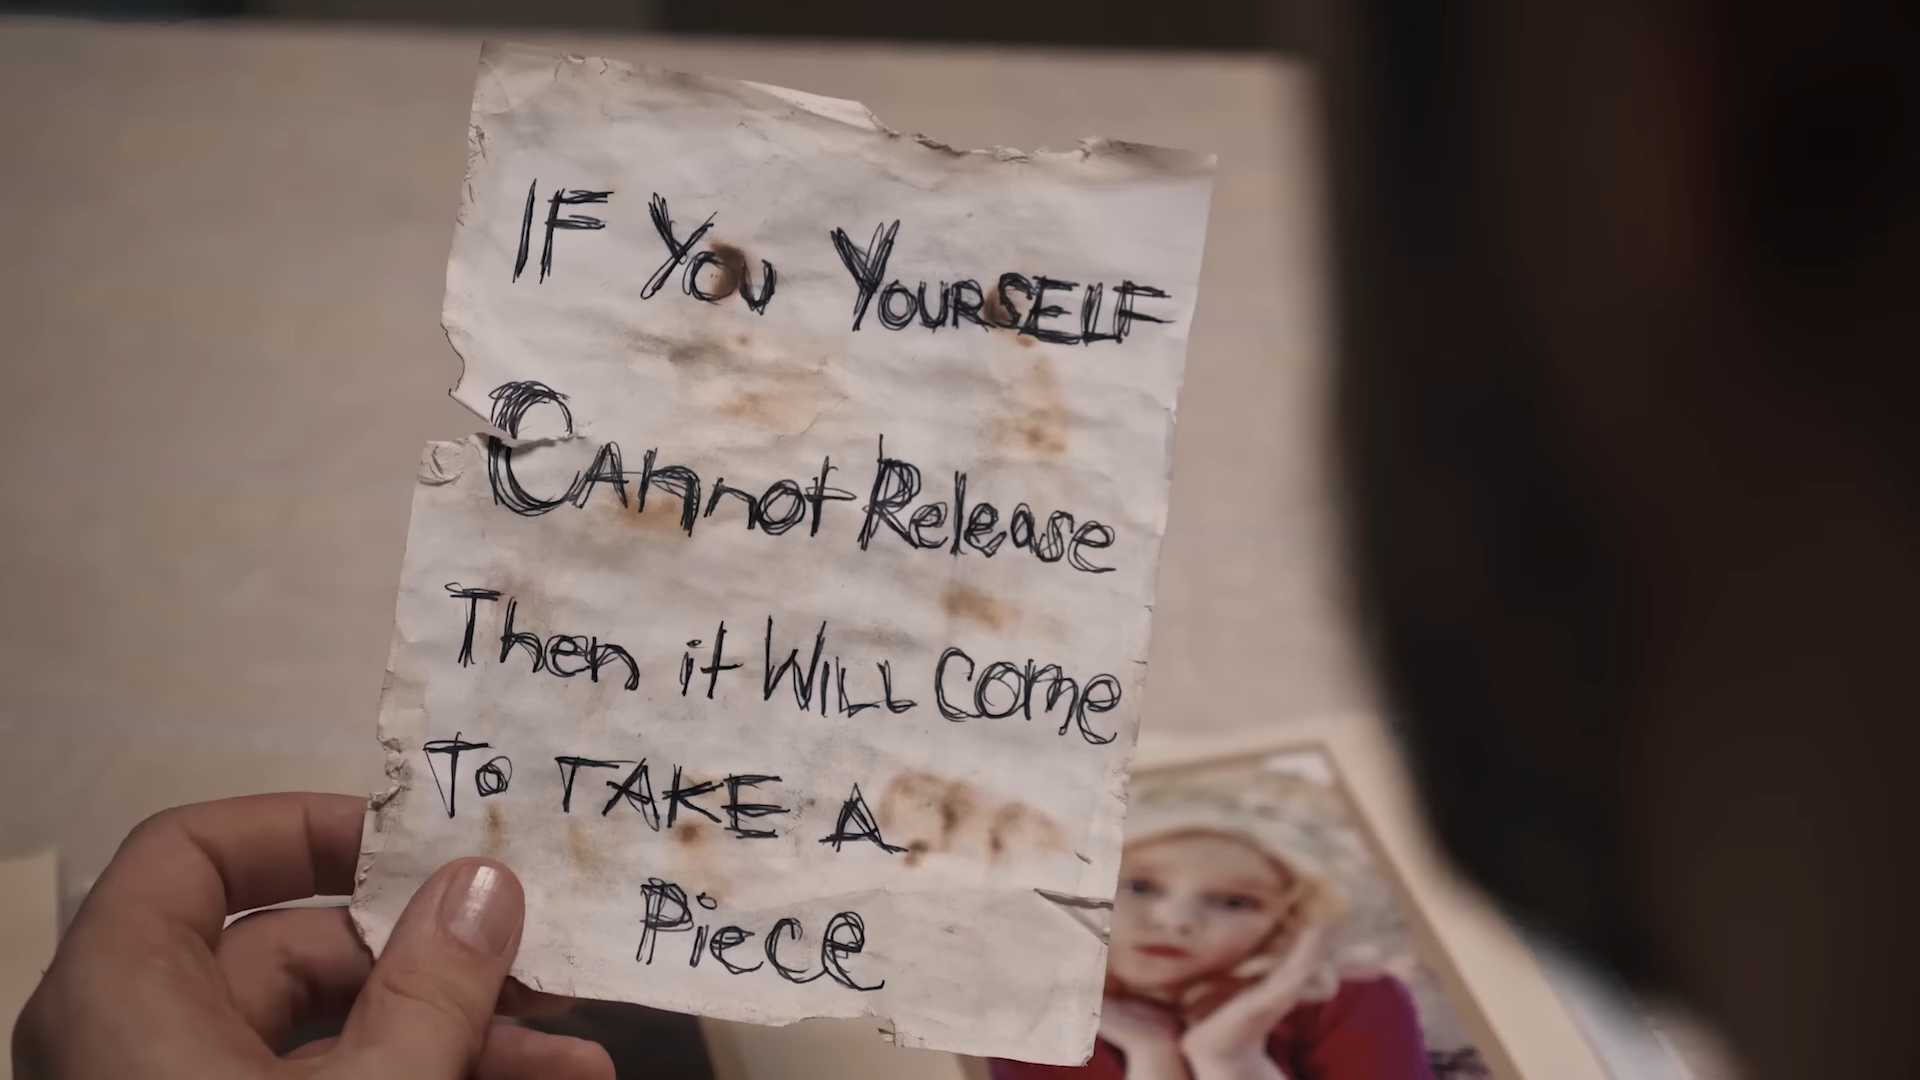 IF YOU YOURSELF
CANnot Release
Then it WILL Come
To TAKE A
Piece